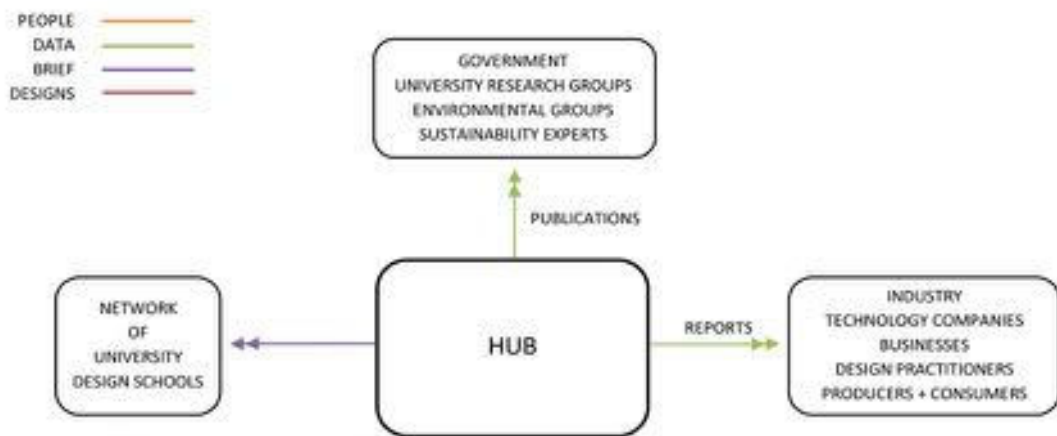 PEOPLE
DATA
BRIEF
DESIGNS
GOVERNMENT
UNIVERSITY RESEARCH GROUPS
ENVIRONMENTAL GROUPS
SUSTAINABILITY EXPERTS
PUBLICATIONS
NETWORK
OF
UNIVERSITY
DESIGN SCHOOLS
HUB
REPORTS
INDUSTRY
TECHNOLOGY COMPANIES
BUSINESSES
DESIGN PRACTITIONERS
PRODUCERS + CONSUMERS